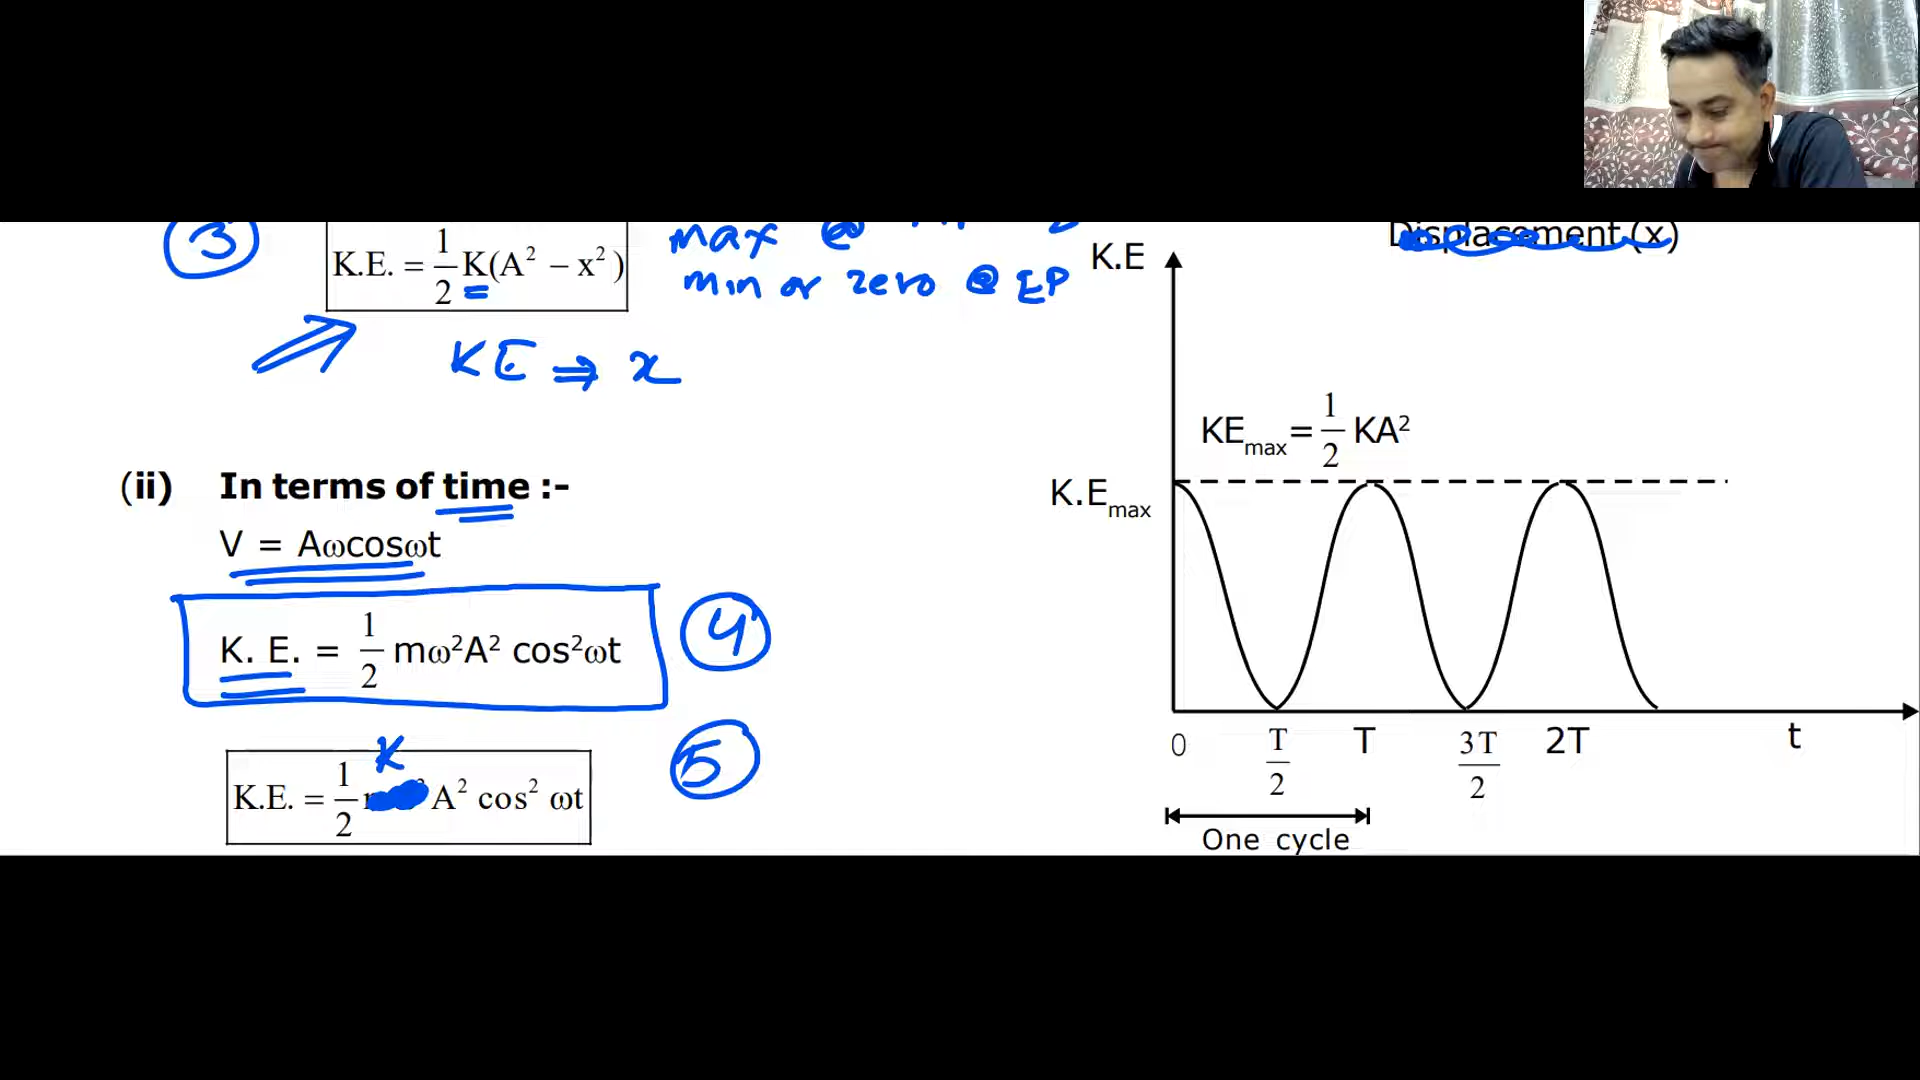 3
K.E. = 1/2 K(A² − x²)
max @
min or zero @ EP
KE ⇒ x
(ii) In terms of time :-
V = Aωcosωt
K. E. = 1/2 mω²A² cos²ωt
4
K
K.E. = 1/2 A² cos² ωt
5
Displacement (x)
K.E
KEmax = 1/2 KA²
K.Emax
0 T/2 T 3T/2 2T t
One cycle